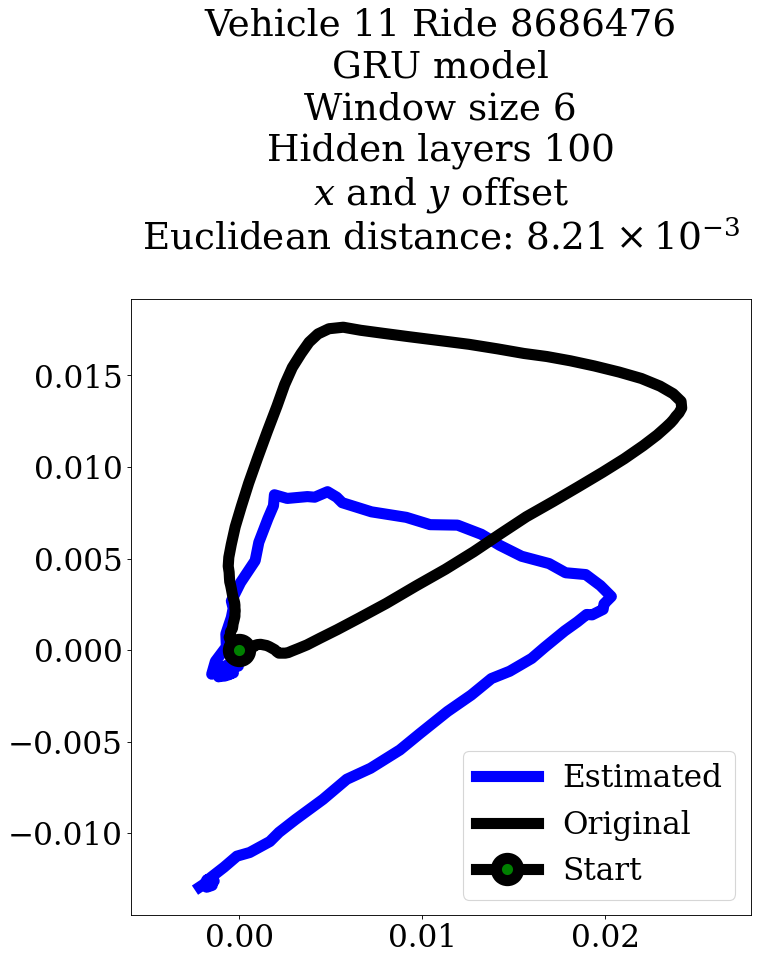 Vehicle 11 Ride 8686476
GRU model
Window size 6
Hidden layers 100
x and y offset
Euclidean distance: 8.21 × 10⁻³
0.015
0.010
0.005
0.000
−0.005
−0.010
0.00 0.01 0.02
Estimated
Original
Start